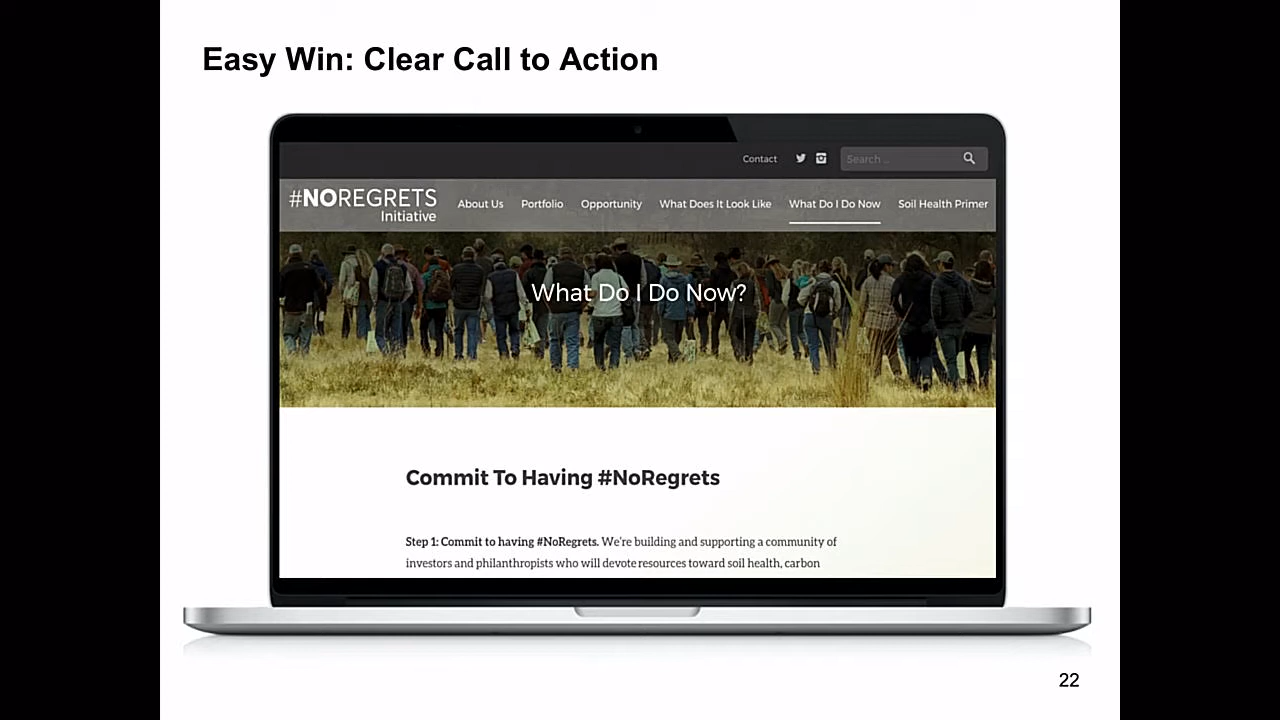 Easy Win: Clear Call to Action
Contact
Search ...
#NOREGRETS
Initiative
About Us
Portfolio
Opportunity
What Does It Look Like
What Do I Do Now
Soil Health Primer
What Do I Do Now?
Commit To Having #NoRegrets
Step 1: Commit to having #NoRegrets. We're building and supporting a community of
investors and philanthropists who will devote resources toward soil health, carbon
22